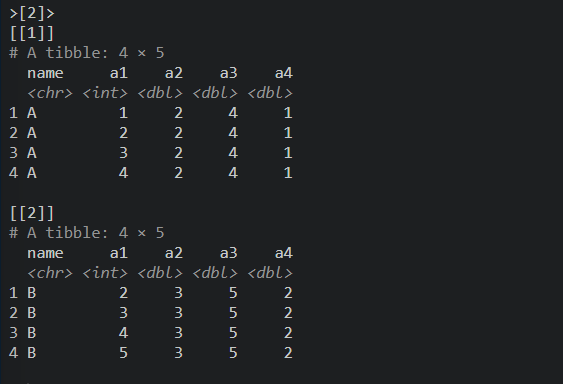 >[2]>
[[1]]
# A tibble: 4 × 5
  name     a1    a2    a3    a4
  <chr> <int> <dbl> <dbl> <dbl>
1 A         1     2     4     1
2 A         2     2     4     1
3 A         3     2     4     1
4 A         4     2     4     1

[[2]]
# A tibble: 4 × 5
  name     a1    a2    a3    a4
  <chr> <int> <dbl> <dbl> <dbl>
1 B         2     3     5     2
2 B         3     3     5     2
3 B         4     3     5     2
4 B         5     3     5     2